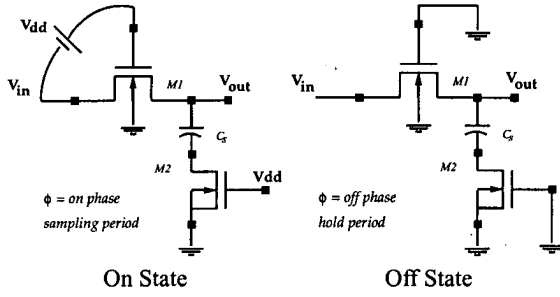 Vdd
Vin
M1
Vout
Cs
M2
Vdd
ϕ = on phase
sampling period
On State
Vin
M1
Vout
Cs
M2
ϕ = off phase
hold period
Off State